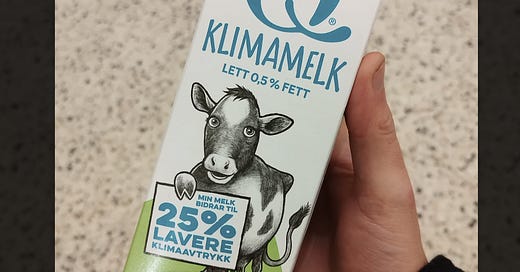 Q®
KLIMAMELK
LETT 0,5 % FETT
MIN MELK
BIDRAR TIL
25%
LAVERE
KLIMAAVTRYKK